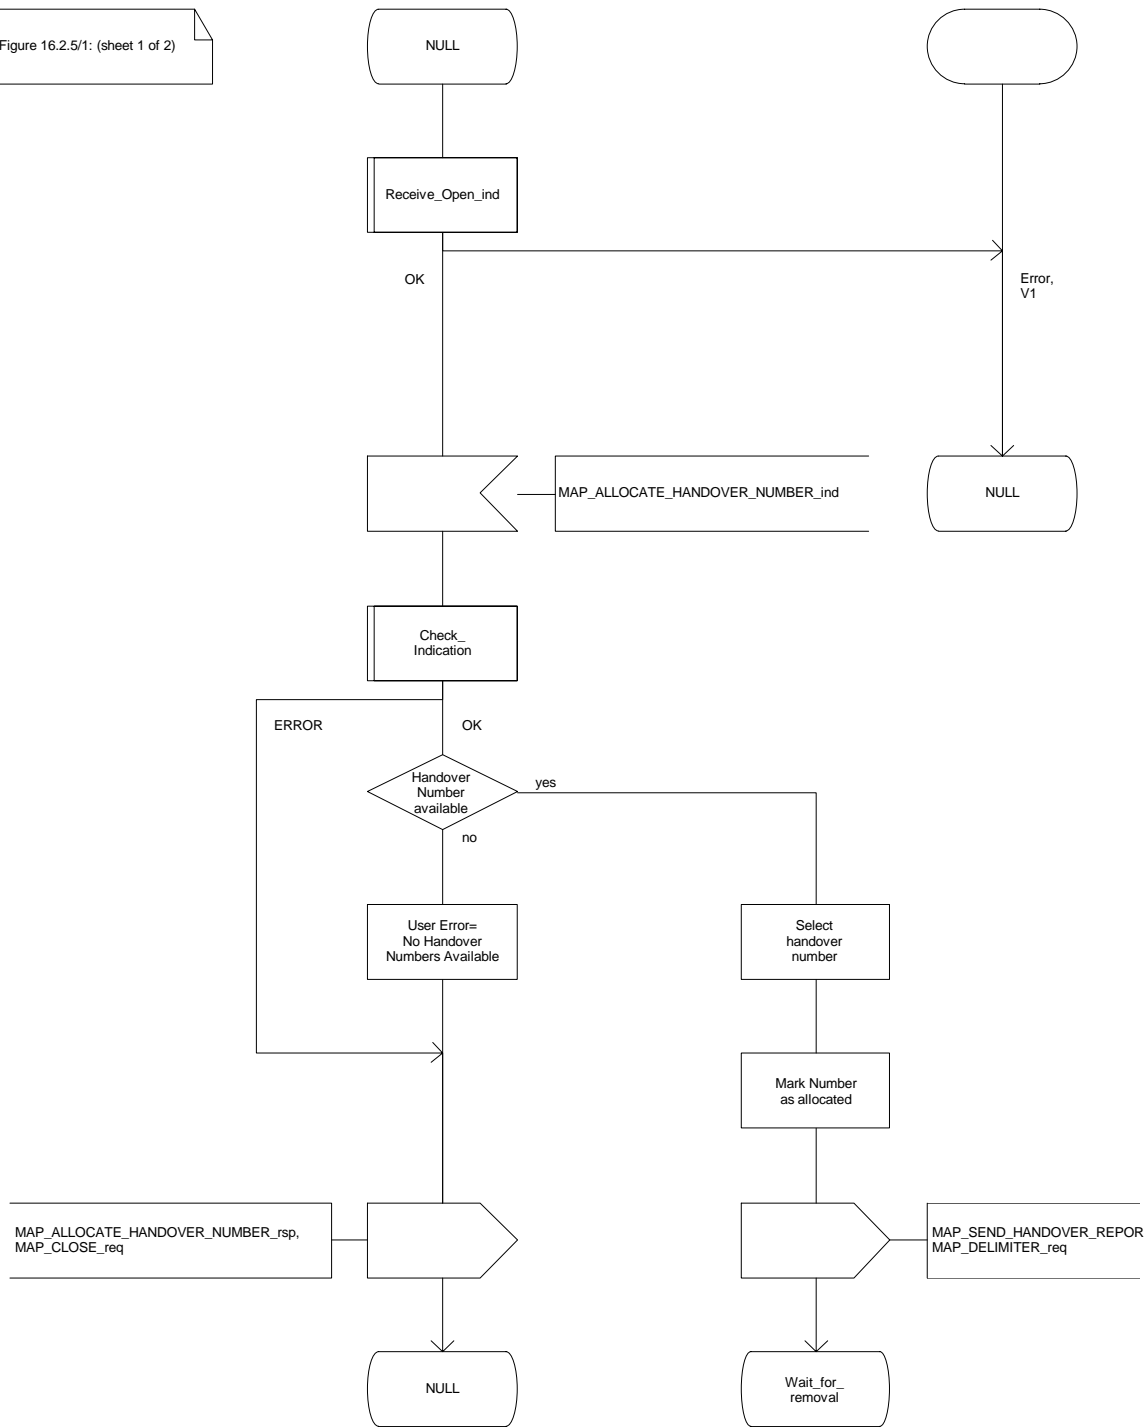 Figure 16.2.5/1: (sheet 1 of 2)
NULL
Receive_Open_ind
OK
Error,
V1
MAP_ALLOCATE_HANDOVER_NUMBER_ind
NULL
Check_
Indication
ERROR
OK
Handover
Number
available
yes
no
User Error=
No Handover
Numbers Available
Select
handover
number
Mark Number
as allocated
MAP_ALLOCATE_HANDOVER_NUMBER_rsp,
MAP_CLOSE_req
MAP_SEND_HANDOVER_REPOR
MAP_DELIMITER_req
NULL
Wait_for_
removal